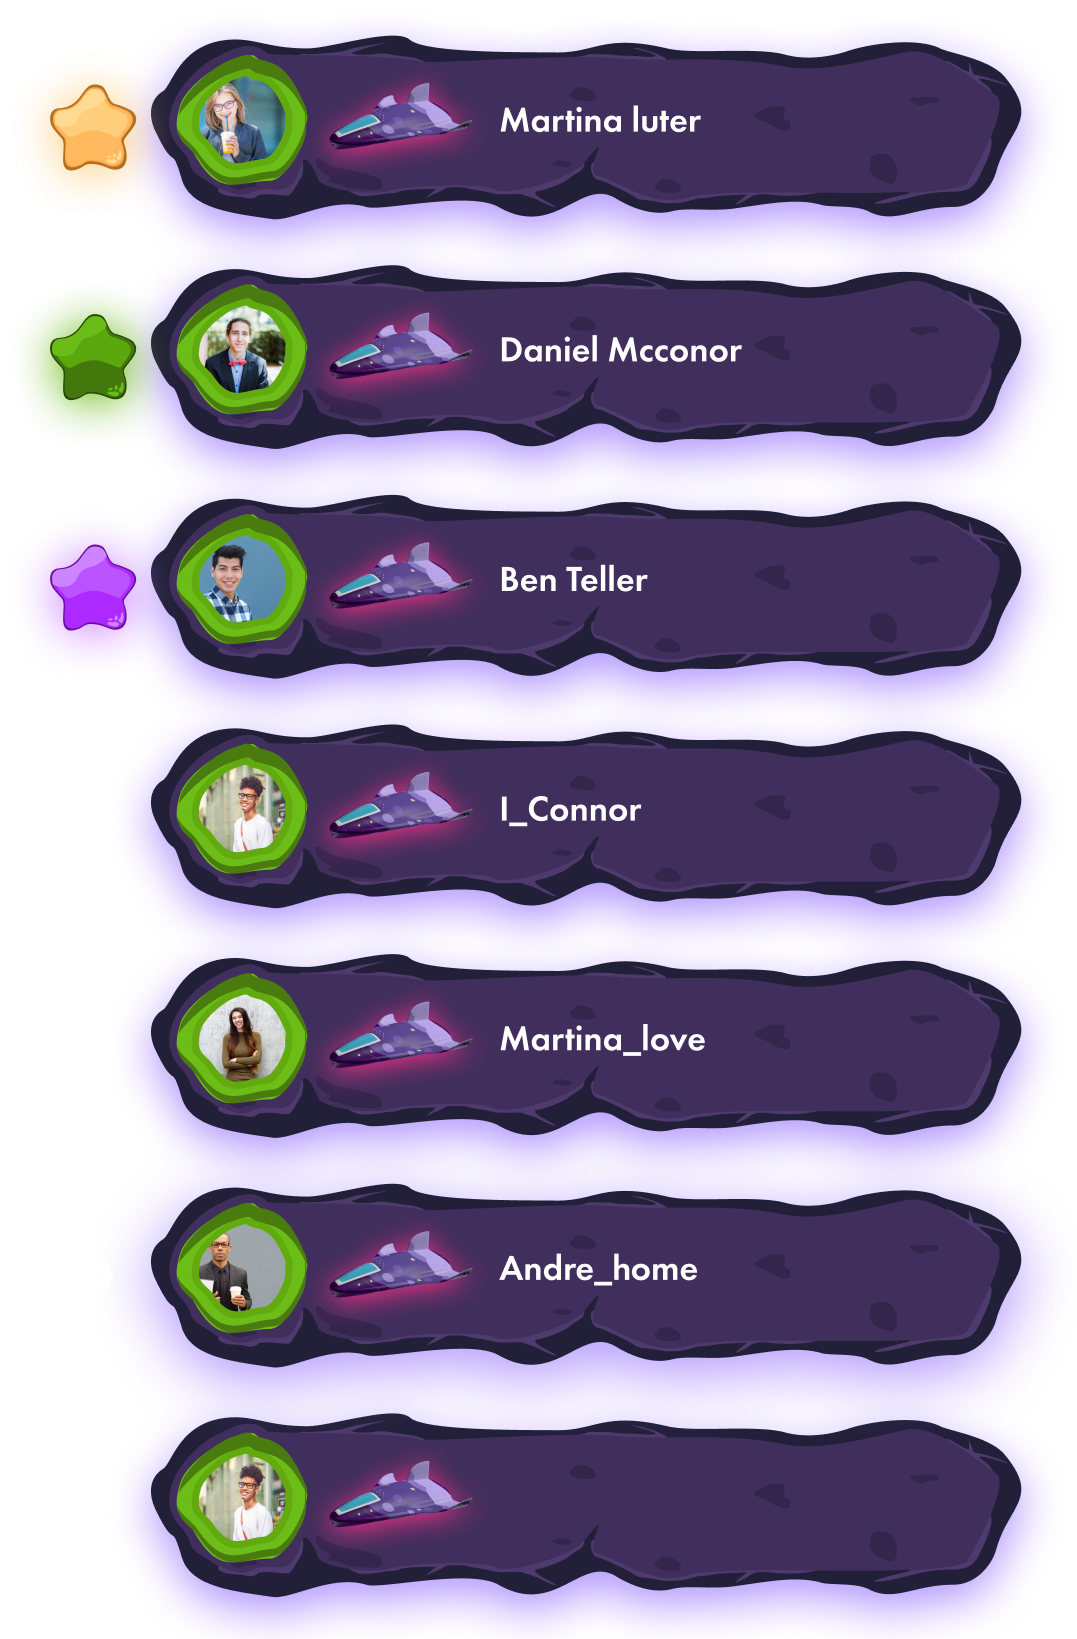 Martina luter
Daniel Mcconor
Ben Teller
I_Connor
Martina_love
Andre_home